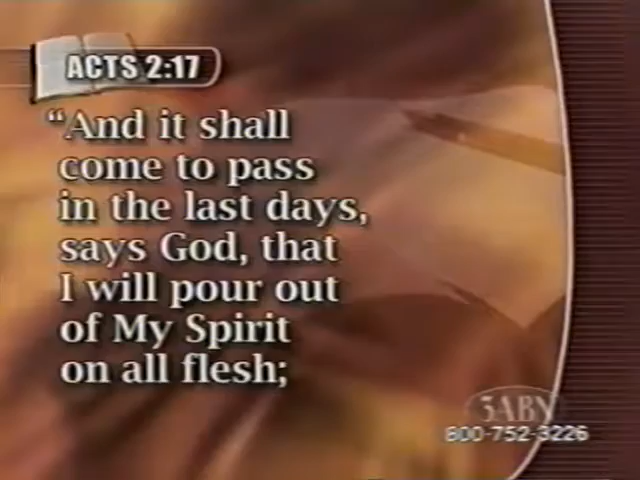 ACTS 2:17
“And it shall
come to pass
in the last days,
says God, that
I will pour out
of My Spirit
on all flesh;
3ABN
800-752-3226